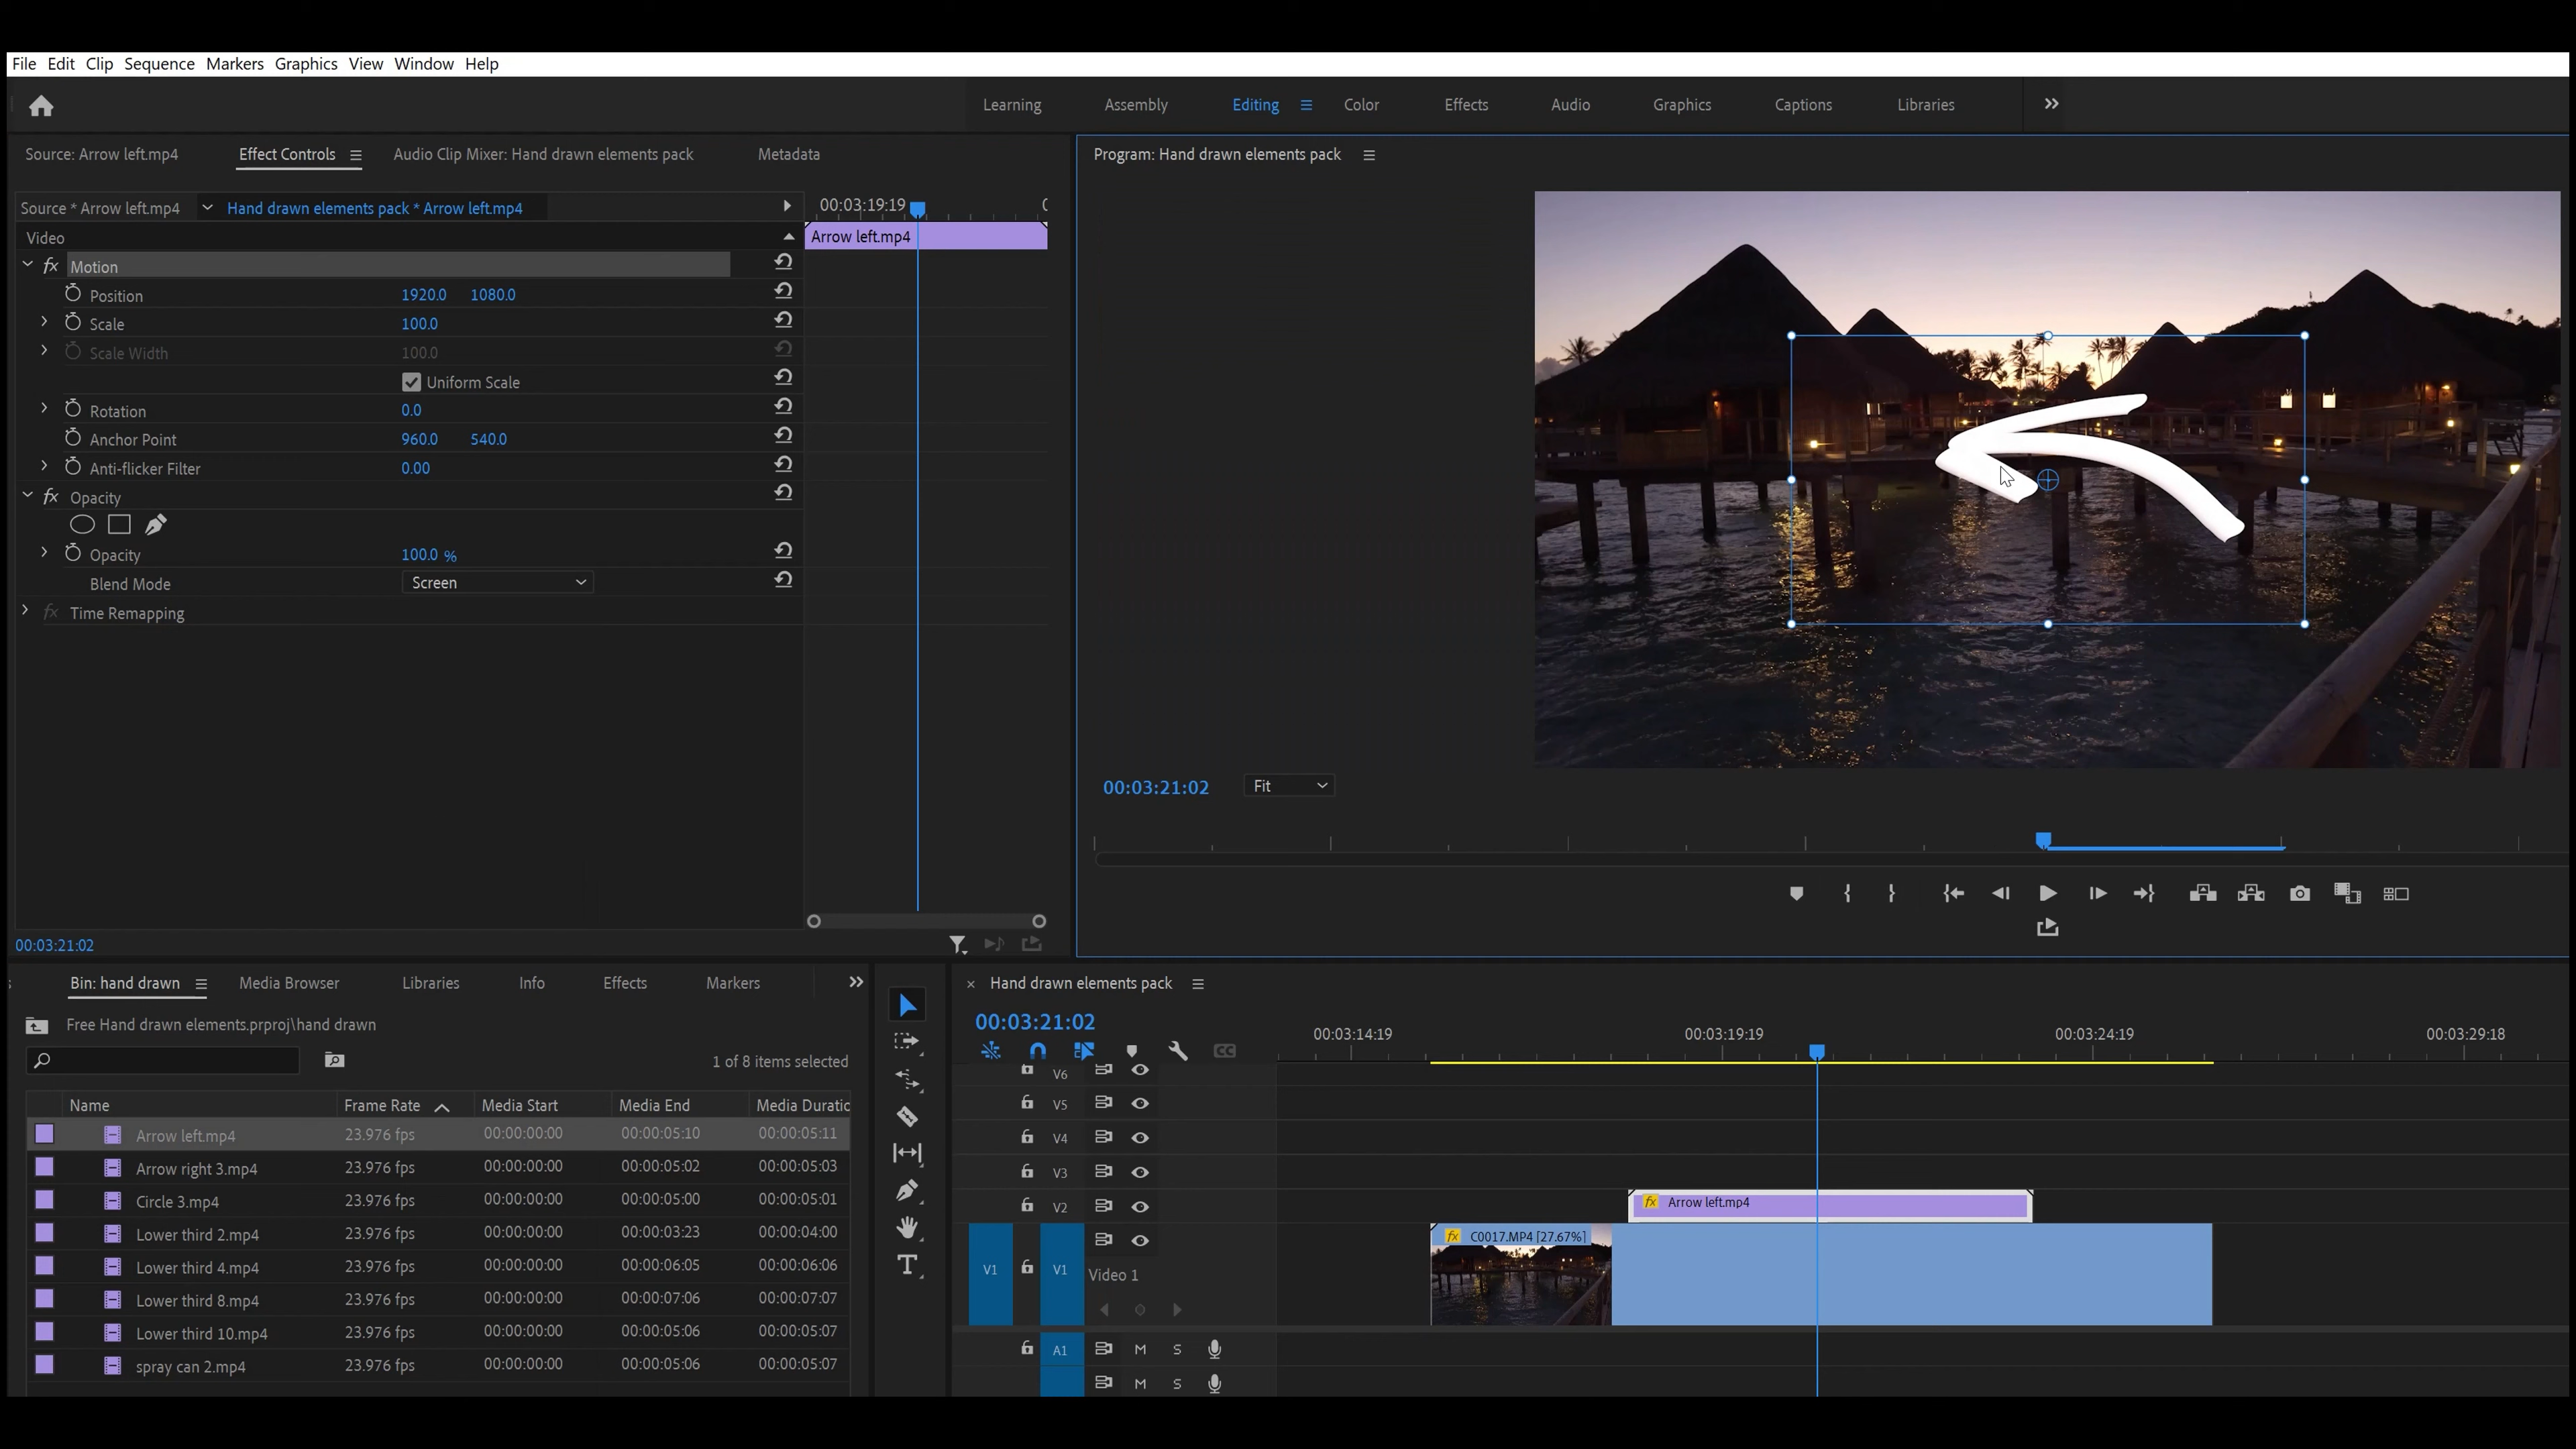 File Edit Clip Sequence Markers Graphics View Window Help
Learning Assembly Editing Color Effects Audio Graphics Captions Libraries
Source: Arrow left.mp4 Effect Controls Audio Clip Mixer: Hand drawn elements pack Metadata
Program: Hand drawn elements pack
Source * Arrow left.mp4 Hand drawn elements pack * Arrow left.mp4
00:03:19:19
Video
Arrow left.mp4
fx Motion
Position 1920.0 1080.0
Scale 100.0
Scale Width 100.0
Uniform Scale
Rotation 0.0
Anchor Point 960.0 540.0
Anti-flicker Filter 0.00
fx Opacity
Opacity 100.0 %
Blend Mode Screen
fx Time Remapping
00:03:21:02 Fit
00:03:21:02
Bin: hand drawn Media Browser Libraries Info Effects Markers
Free Hand drawn elements.prproj\hand drawn
1 of 8 items selected
Name Frame Rate Media Start Media End Media Duratic
Arrow left.mp4 23.976 fps 00:00:00:00 00:00:05:10 00:00:05:11
Arrow right 3.mp4 23.976 fps 00:00:00:00 00:00:05:02 00:00:05:03
Circle 3.mp4 23.976 fps 00:00:00:00 00:00:05:00 00:00:05:01
Lower third 2.mp4 23.976 fps 00:00:00:00 00:00:03:23 00:00:04:00
Lower third 4.mp4 23.976 fps 00:00:00:00 00:00:06:05 00:00:06:06
Lower third 8.mp4 23.976 fps 00:00:00:00 00:00:07:06 00:00:07:07
Lower third 10.mp4 23.976 fps 00:00:00:00 00:00:05:06 00:00:05:07
spray can 2.mp4 23.976 fps 00:00:00:00 00:00:05:06 00:00:05:07
Hand drawn elements pack
00:03:21:02
00:03:14:19 00:03:19:19 00:03:24:19 00:03:29:18
CC
V6
V5
V4
V3
V2
fx Arrow left.mp4
fx C0017.MP4 [27.67%]
V1 V1 Video 1
A1 M S
M S